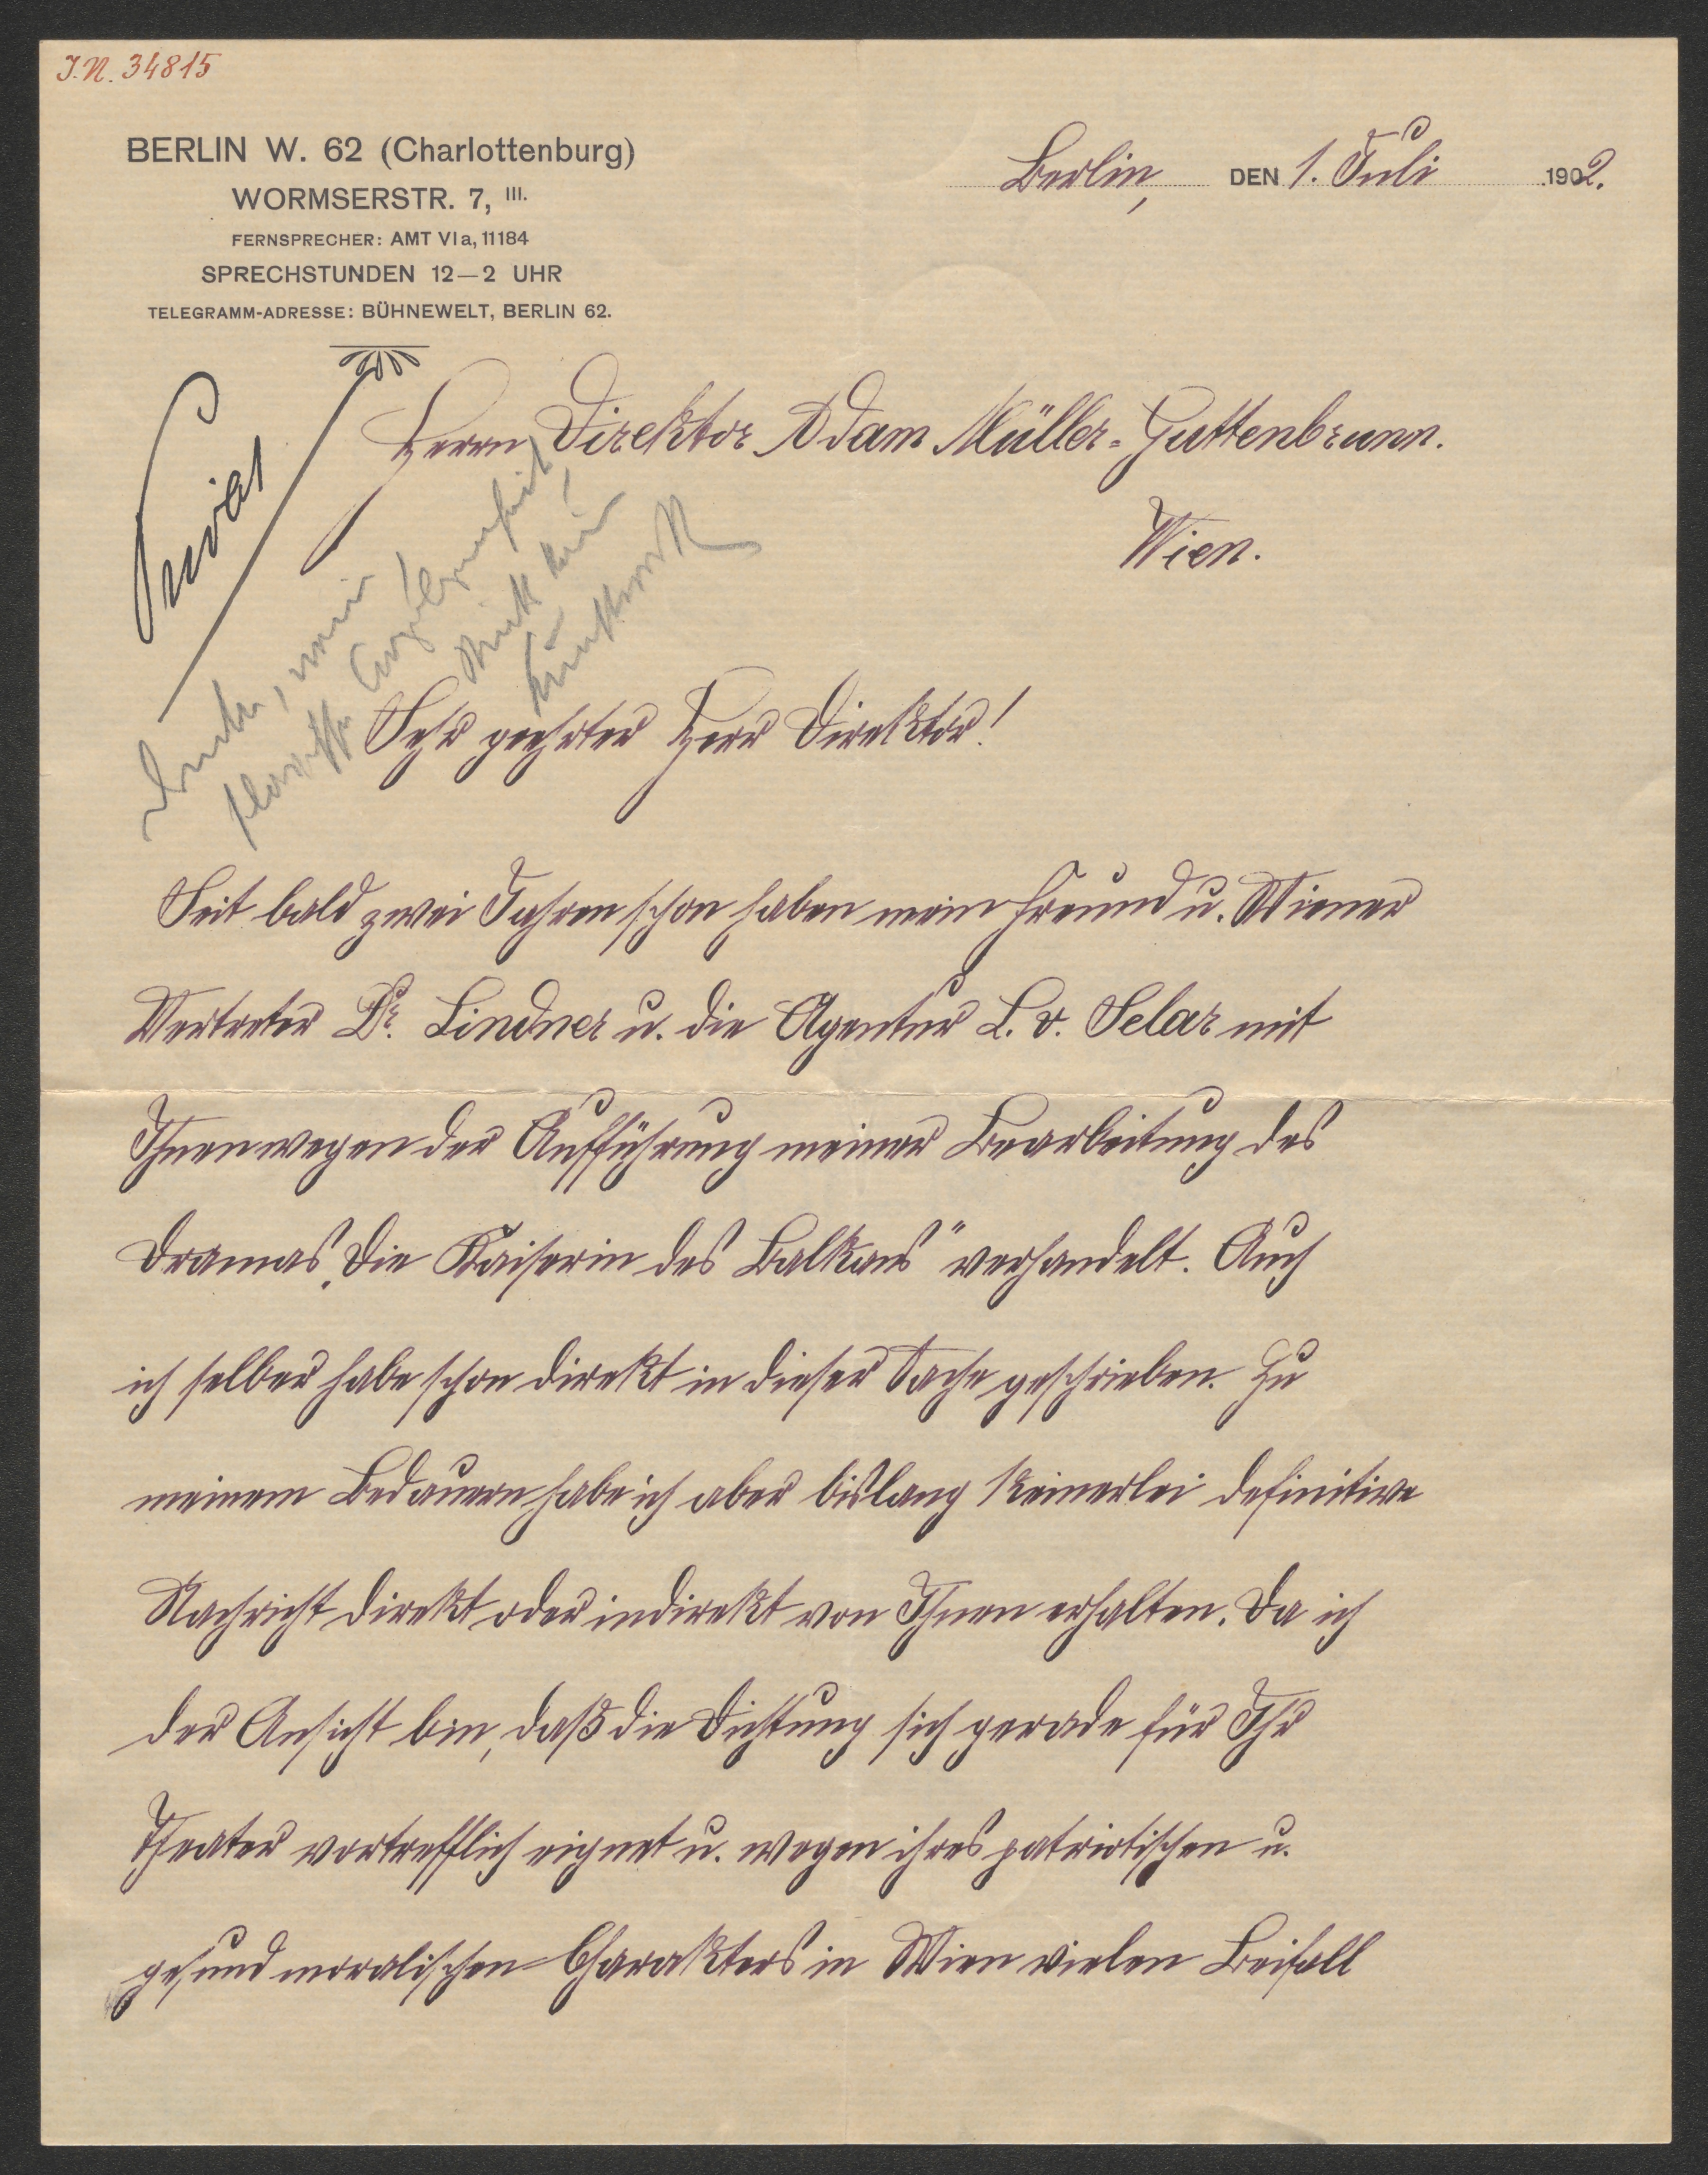 I.N. 34815
BERLIN W. 62 (Charlottenburg)
WORMSERSTR. 7, III.
FERNSPRECHER: AMT VIa, 11184
SPRECHSTUNDEN 12—2 UHR
TELEGRAMM-ADRESSE: BÜHNEWELT, BERLIN 62.
Berlin, DEN 1. Juli 1902.
Herrn Direktor Adam Müller-Guttenbrunn.
Wien.
Sehr geehrter Herr Direktor!
Seit bald zwei Jahren schon haben mein Freund u. Wiener
Vertreter Dr. Lindner u. die Agentur L. v. Selar mit
Ihnen wegen der Aufführung meiner Bearbeitung des
Dramas „Die Kaiserin des Balkans" verhandelt. Auch
ich selber habe schon direkt in dieser Sache geschrieben. Zu
meinem Bedauern habe ich aber bislang keinerlei definitive
Nachricht direkt oder indirekt von Ihnen erhalten. Da ich
der Ansicht bin, daß die Dichtung sich gerade für Ihr
Theater vortrefflich eignet u. wegen ihres patriotischen u.
gesund moralischen Charakters in Wien vielen Beifall